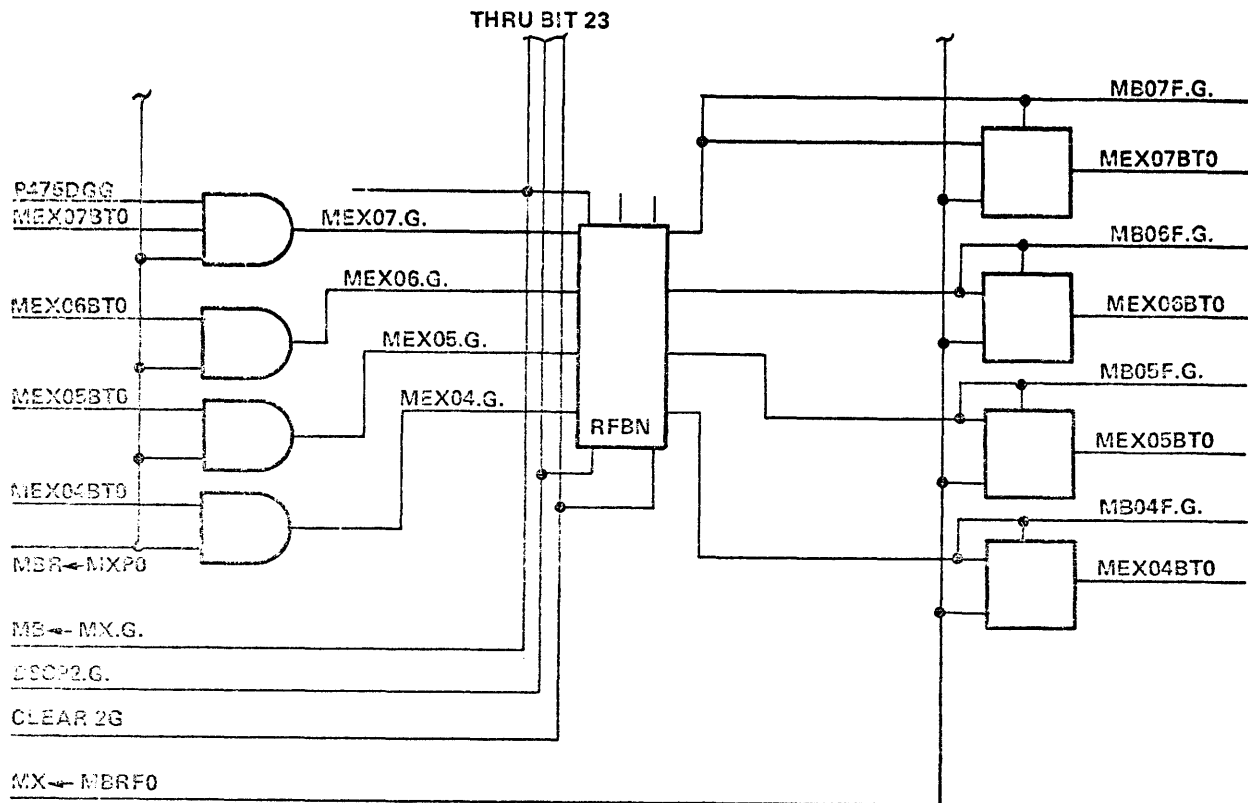 THRU BIT 23
MB07F.G.
MEX07BT0
P475DGG
MEX07BT0
MEX07.G.
MB06F.G.
MEX06.G.
MEX06BT0
MEX06BT0
MEX05.G.
MB05F.G.
MEX05BT0
MEX04.G.
RFBN
MEX05BT0
MEX04BT0
MB04F.G.
MBR←MXP0
MEX04BT0
MB←MX.G.
DSCP2.G.
CLEAR 2G
MX←MBRF0